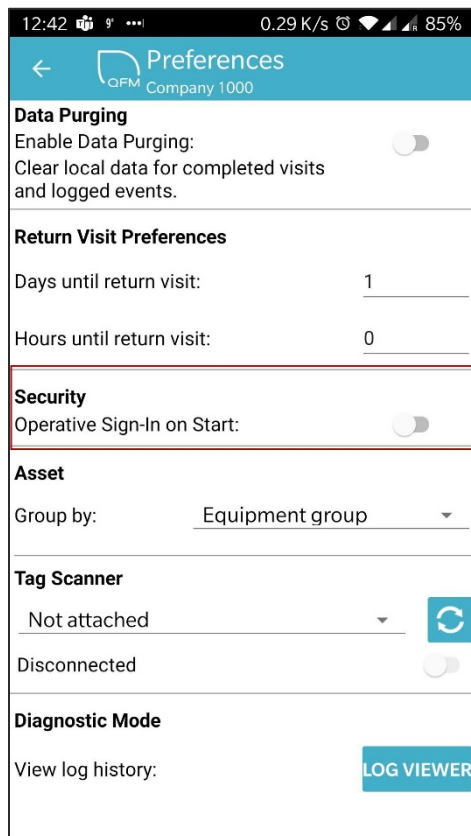 12:42 9° 0.29 K/s 85%
QFM Preferences
Company 1000
Data Purging
Enable Data Purging:
Clear local data for completed visits
and logged events.
Return Visit Preferences
Days until return visit: 1
Hours until return visit: 0
Security
Operative Sign-In on Start:
Asset
Group by: Equipment group
Tag Scanner
Not attached
Disconnected
Diagnostic Mode
View log history: LOG VIEWER